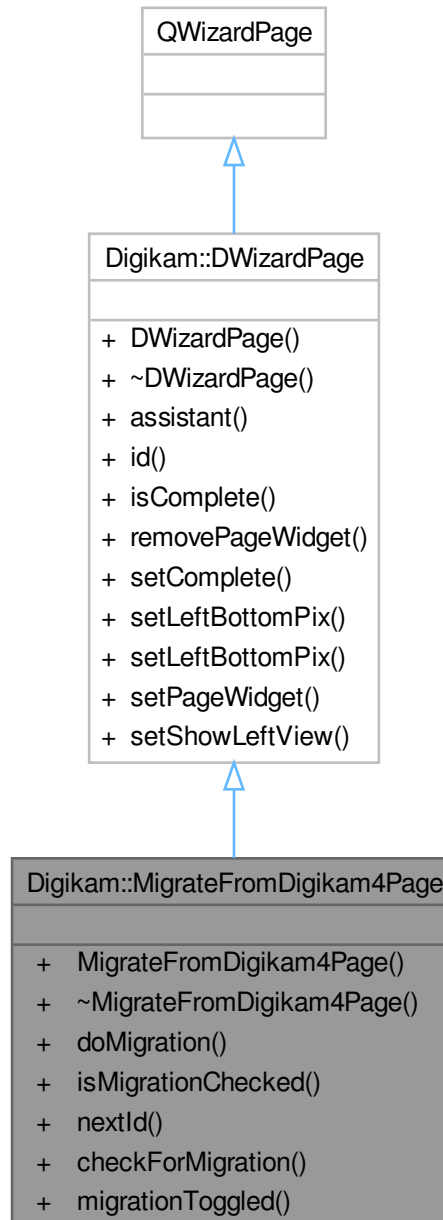 QWizardPage
Digikam::DWizardPage
+ DWizardPage()
+ ~DWizardPage()
+ assistant()
+ id()
+ isComplete()
+ removePageWidget()
+ setComplete()
+ setLeftBottomPix()
+ setLeftBottomPix()
+ setPageWidget()
+ setShowLeftView()
Digikam::MigrateFromDigikam4Page
+ MigrateFromDigikam4Page()
+ ~MigrateFromDigikam4Page()
+ doMigration()
+ isMigrationChecked()
+ nextId()
+ checkForMigration()
+ migrationToggled()